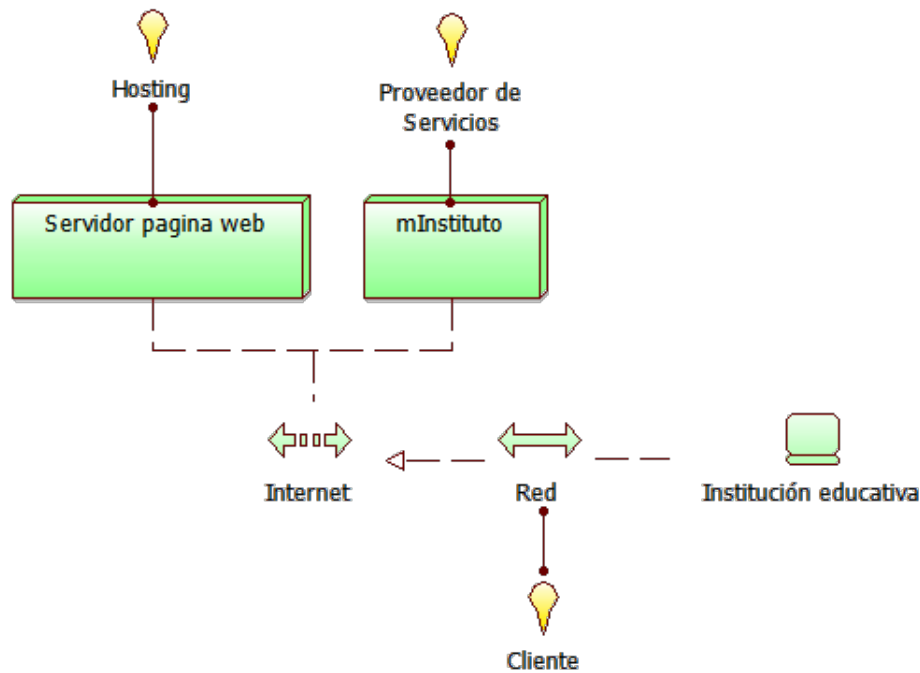 Hosting
Proveedor de
Servicios
Servidor pagina web
mInstituto
Internet
Red
Institución educativa
Cliente